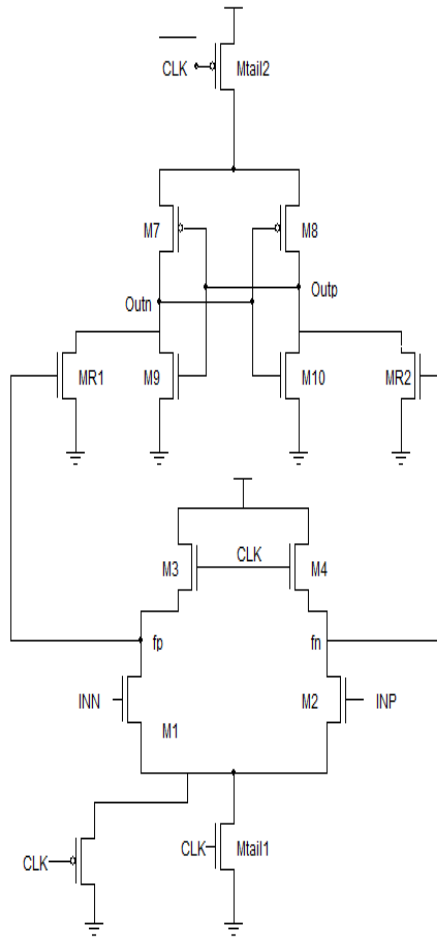 CLK Mtail2
M7 M8
Outn Outp
MR1 M9 M10 MR2
M3 CLK M4
fp fn
INN M1 M2 INP
CLK CLK Mtail1